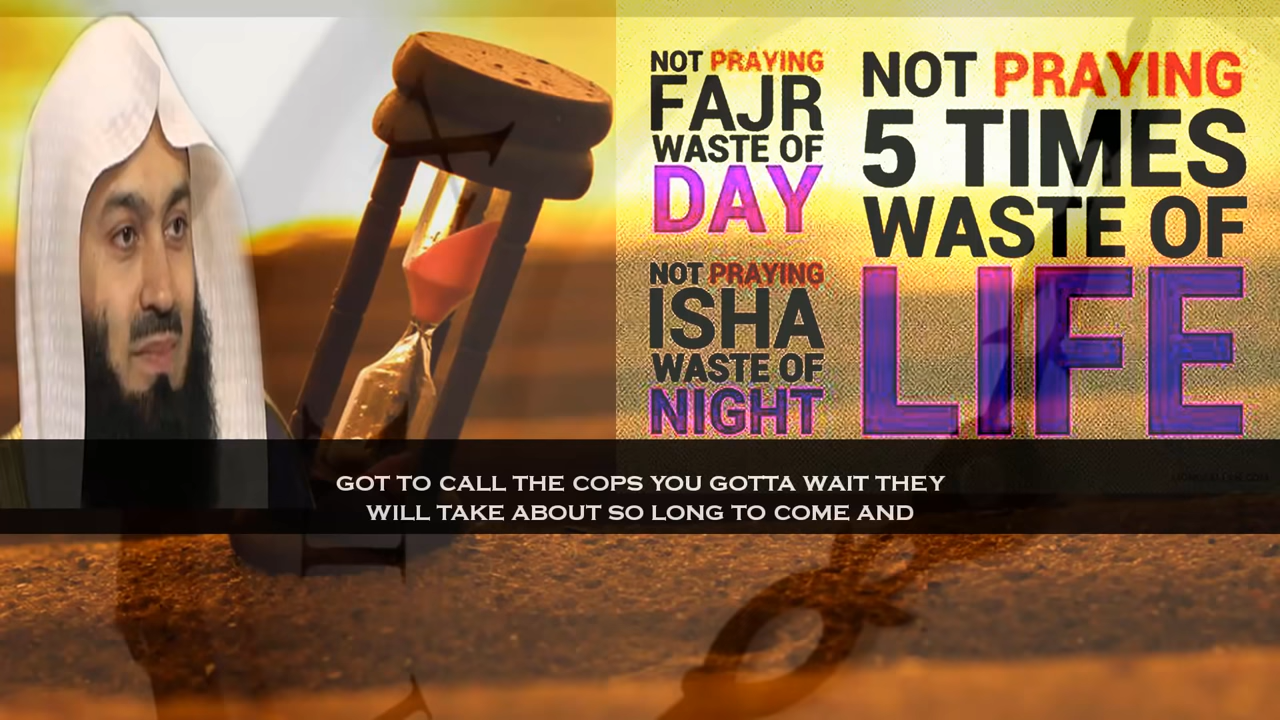 NOT PRAYING
FAJR
WASTE OF
DAY
NOT PRAYING
ISHA
WASTE OF
NIGHT
NOT PRAYING
5 TIMES
WASTE OF
LIFE
GOT TO CALL THE COPS YOU GOTTA WAIT THEY
WILL TAKE ABOUT SO LONG TO COME AND